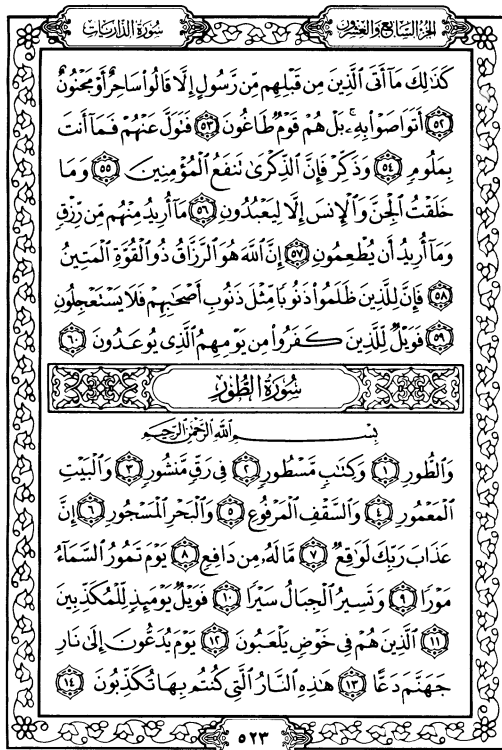 الجزء السابع والعشرون
سورة الذاريات
كَذَٰلِكَ مَآ أَتَى ٱلَّذِينَ مِن قَبْلِهِم مِّن رَّسُولٍ إِلَّا قَالُوا۟ سَاحِرٌ أَوْ مَجْنُونٌ
٥٢ أَتَوَاصَوْا۟ بِهِۦ ۚ بَلْ هُمْ قَوْمٌ طَاغُونَ ٥٣ فَتَوَلَّ عَنْهُمْ فَمَآ أَنتَ
بِمَلُومٍ ٥٤ وَذَكِّرْ فَإِنَّ ٱلذِّكْرَىٰ تَنفَعُ ٱلْمُؤْمِنِينَ ٥٥ وَمَا
خَلَقْتُ ٱلْجِنَّ وَٱلْإِنسَ إِلَّا لِيَعْبُدُونِ ٥٦ مَآ أُرِيدُ مِنْهُم مِّن رِّزْقٍ
وَمَآ أُرِيدُ أَن يُطْعِمُونِ ٥٧ إِنَّ ٱللَّهَ هُوَ ٱلرَّزَّاقُ ذُو ٱلْقُوَّةِ ٱلْمَتِينُ
٥٨ فَإِنَّ لِلَّذِينَ ظَلَمُوا۟ ذَنُوبًا مِّثْلَ ذَنُوبِ أَصْحَٰبِهِمْ فَلَا يَسْتَعْجِلُونِ
٥٩ فَوَيْلٌ لِّلَّذِينَ كَفَرُوا۟ مِن يَوْمِهِمُ ٱلَّذِى يُوعَدُونَ ٦٠
سُورَةُ الطُّورِ
بِسْمِ ٱللَّهِ ٱلرَّحْمَٰنِ ٱلرَّحِيمِ
وَٱلطُّورِ ١ وَكِتَٰبٍ مَّسْطُورٍ ٢ فِى رَقٍّ مَّنشُورٍ ٣ وَٱلْبَيْتِ
ٱلْمَعْمُورِ ٤ وَٱلسَّقْفِ ٱلْمَرْفُوعِ ٥ وَٱلْبَحْرِ ٱلْمَسْجُورِ ٦ إِنَّ
عَذَابَ رَبِّكَ لَوَٰقِعٌ ٧ مَّا لَهُۥ مِن دَافِعٍ ٨ يَوْمَ تَمُورُ ٱلسَّمَآءُ
مَوْرًا ٩ وَتَسِيرُ ٱلْجِبَالُ سَيْرًا ١٠ فَوَيْلٌ يَوْمَئِذٍ لِّلْمُكَذِّبِينَ
١١ ٱلَّذِينَ هُمْ فِى خَوْضٍ يَلْعَبُونَ ١٢ يَوْمَ يُدَعُّونَ إِلَىٰ نَارِ
جَهَنَّمَ دَعًّا ١٣ هَٰذِهِ ٱلنَّارُ ٱلَّتِى كُنتُم بِهَا تُكَذِّبُونَ ١٤
٥٢٣